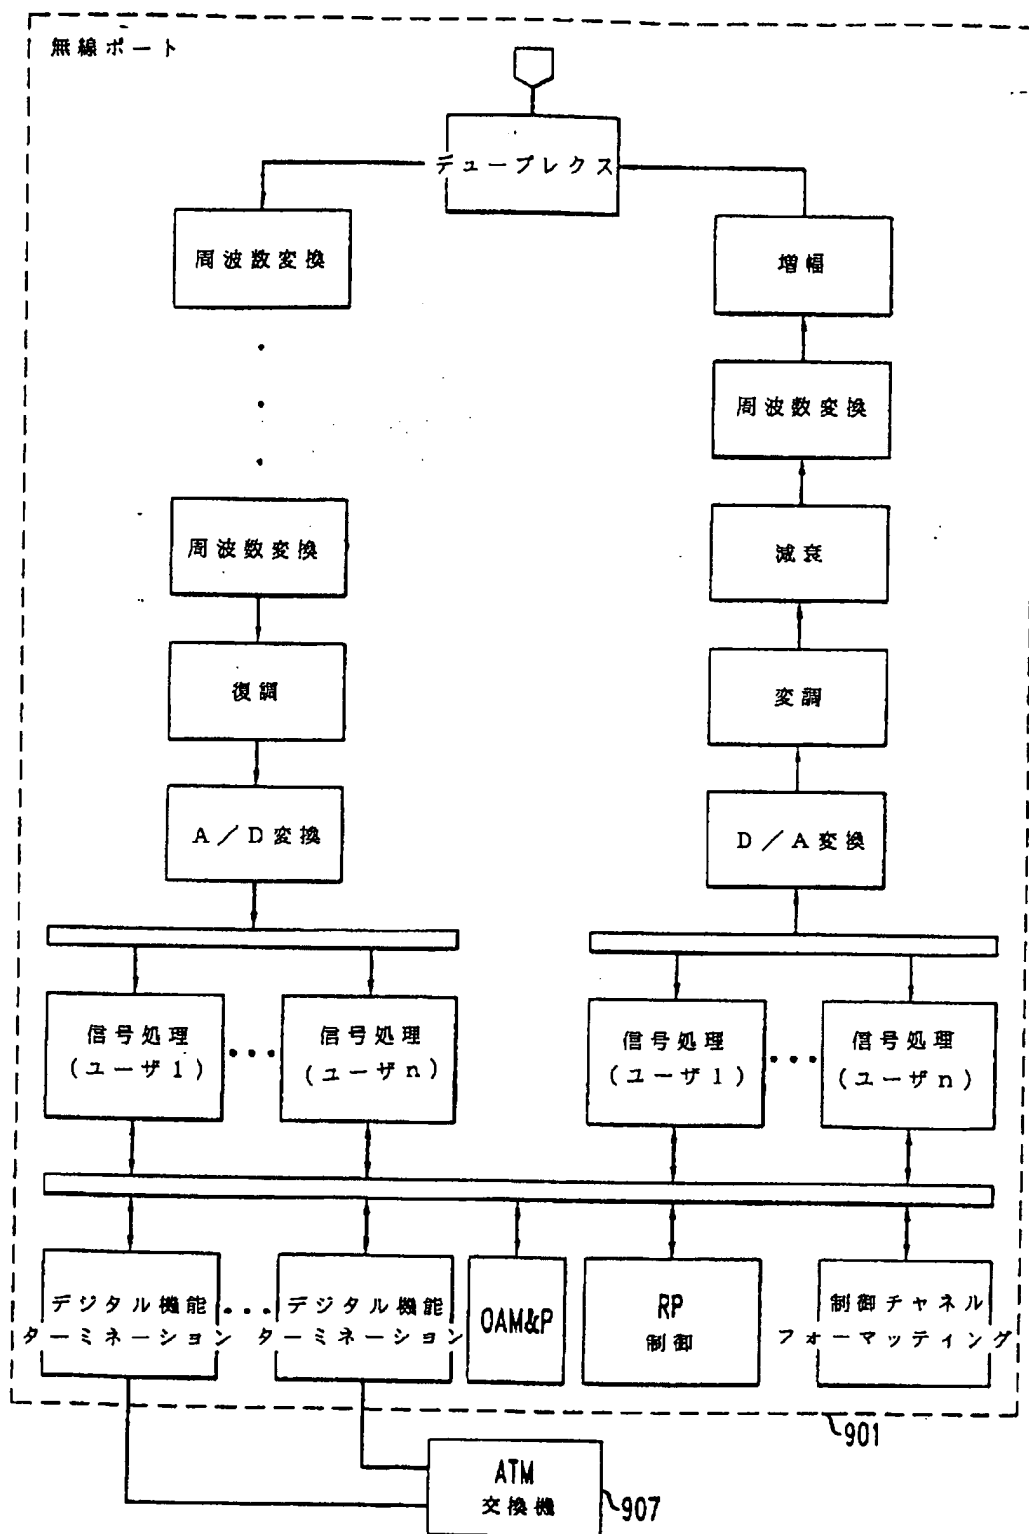 無線ポート
デュープレクス
周波数変換
増幅
周波数変換
周波数変換
減衰
復調
変調
A/D変換
D/A変換
信号処理
(ユーザ1)
信号処理
(ユーザn)
信号処理
(ユーザ1)
信号処理
(ユーザn)
デジタル機能
ターミネーション
デジタル機能
ターミネーション
OAM&P
RP
制御
制御チャネル
フォーマッティング
901
ATM
交換機
907